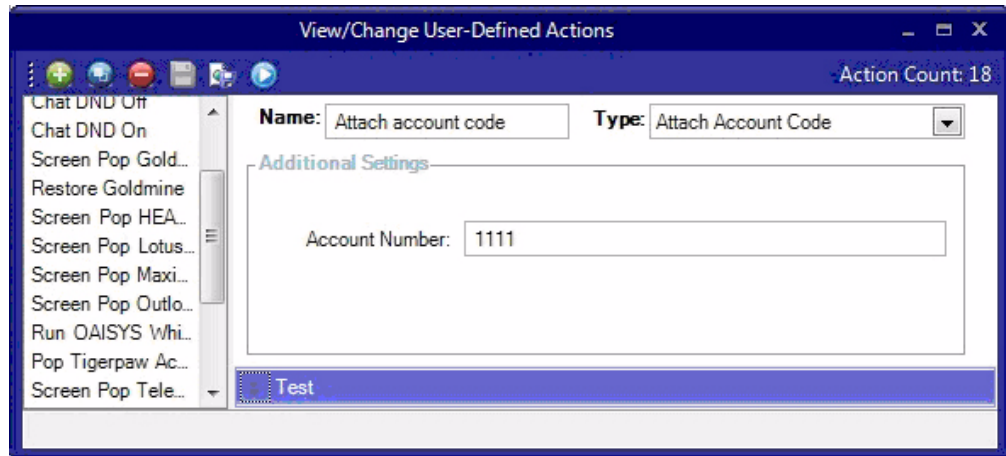 View/Change User-Defined Actions
Action Count: 18
Chat DND Off
Chat DND On
Screen Pop Gold...
Restore Goldmine
Screen Pop HEA...
Screen Pop Lotus...
Screen Pop Maxi...
Screen Pop Outlo...
Run OAISYS Whi...
Pop Tigerpaw Ac...
Screen Pop Tele...
Name: Attach account code Type: Attach Account Code
Additional Settings
Account Number: 1111
Test